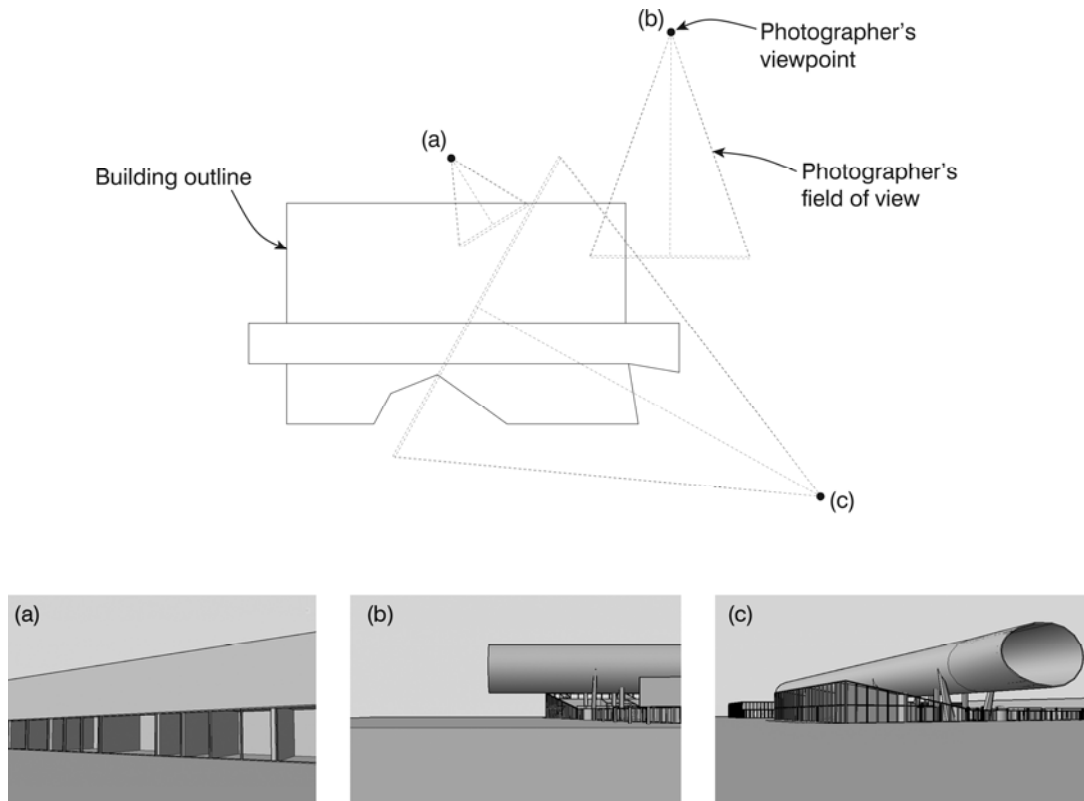 (b)
Photographer's
viewpoint
(a)
Building outline
Photographer's
field of view
(c)
(a)
(b)
(c)